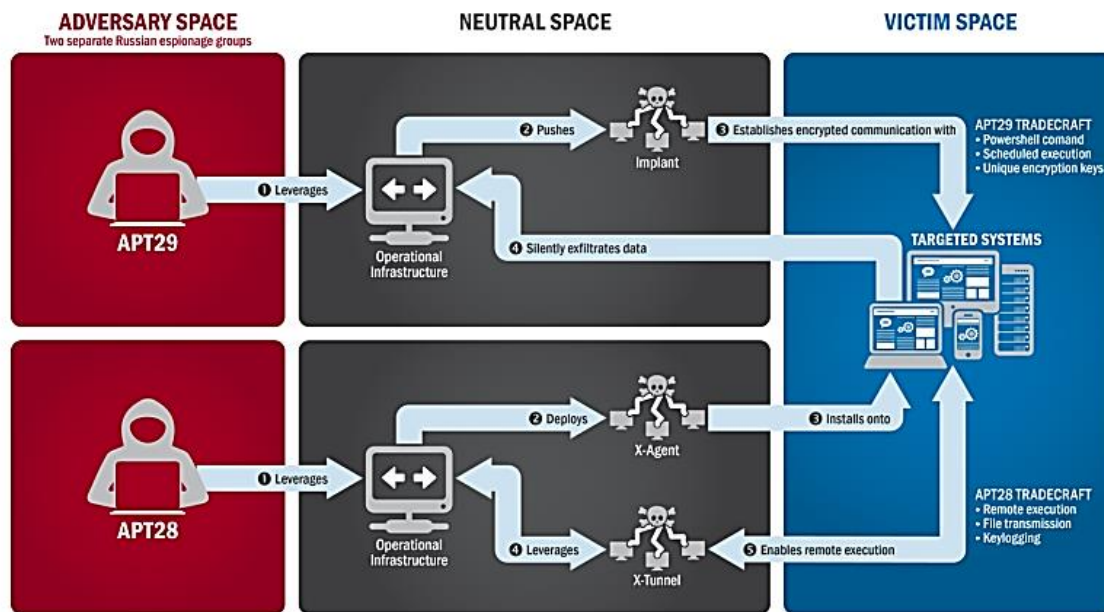 ADVERSARY SPACE
Two separate Russian espionage groups
NEUTRAL SPACE
VICTIM SPACE
APT29
❶ Leverages
Operational
Infrastructure
❷ Pushes
Implant
❸ Establishes encrypted communication with
❹ Silently exfiltrates data
APT29 TRADECRAFT
• Powershell comand
• Scheduled execution
• Unique encryption keys
TARGETED SYSTEMS
APT28
❶ Leverages
Operational
Infrastructure
❷ Deploys
X-Agent
❸ Installs onto
❹ Leverages
X-Tunnel
❺ Enables remote execution
APT28 TRADECRAFT
• Remote execution
• File transmission
• Keylogging